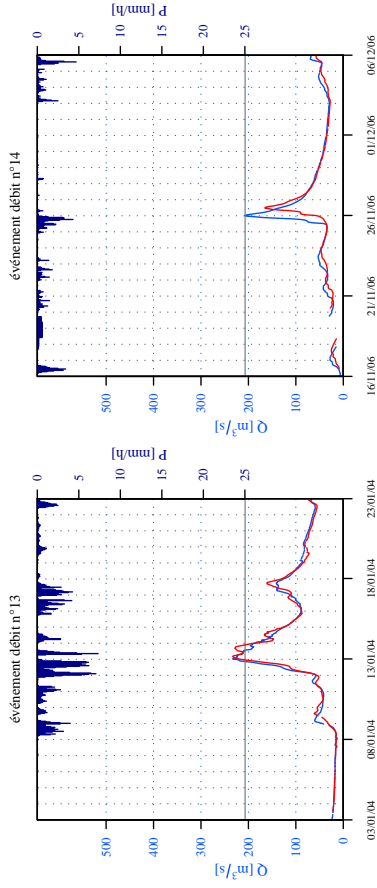 événement débit n°13
0 5 10 15 20 25
P [mm/h]
0 100 200 300 400 500 600
Q [m³/s]
03/01/04 08/01/04 13/01/04 18/01/04 23/01/04
événement débit n°14
0 5 10 15 20 25
P [mm/h]
0 100 200 300 400 500 600
Q [m³/s]
16/11/06 21/11/06 26/11/06 01/12/06 06/12/06